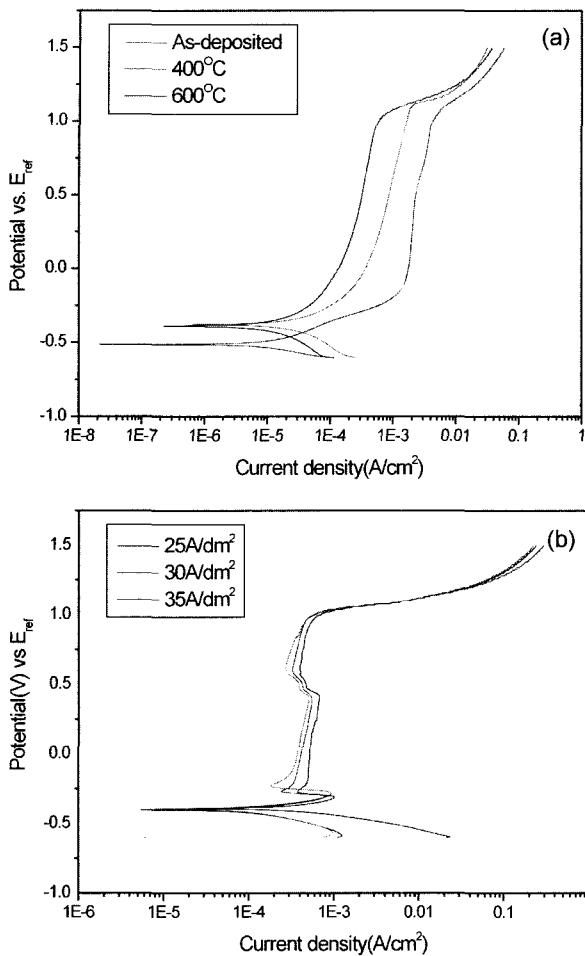 (a)
As-deposited
400°C
600°C
1.5
1.0
0.5
0.0
-0.5
-1.0
Potential vs. E_ref
1E-8 1E-7 1E-6 1E-5 1E-4 1E-3 0.01 0.1 1
Current density(A/cm²)
(b)
25A/dm²
30A/dm²
35A/dm²
1.5
1.0
0.5
0.0
-0.5
-1.0
Potential(V) vs E_ref
1E-6 1E-5 1E-4 1E-3 0.01 0.1
Current density(A/cm²)